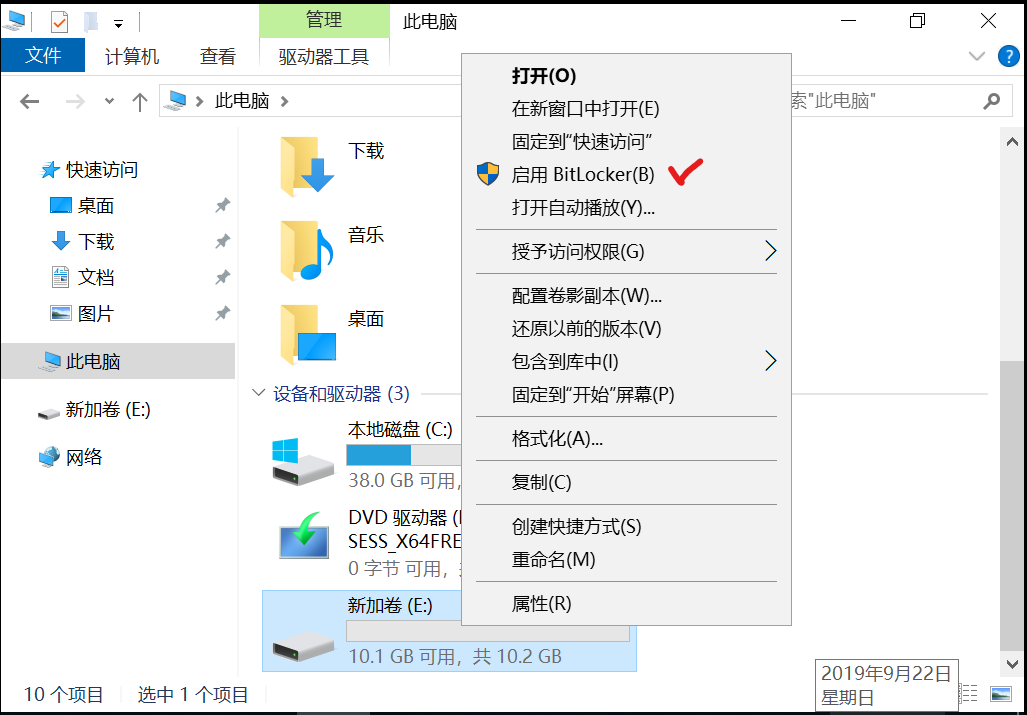 管理
此电脑
文件
计算机
查看
驱动器工具
此电脑
索"此电脑"
快速访问
桌面
下载
文档
图片
此电脑
新加卷 (E:)
网络
下载
音乐
桌面
设备和驱动器 (3)
本地磁盘 (C:)
38.0 GB 可用,
DVD 驱动器 (
SESS_X64FRE
0 字节 可用,
新加卷 (E:)
10.1 GB 可用，共 10.2 GB
打开(O)
在新窗口中打开(E)
固定到"快速访问"
启用 BitLocker(B)
打开自动播放(Y)...
授予访问权限(G)
配置卷影副本(W)...
还原以前的版本(V)
包含到库中(I)
固定到"开始"屏幕(P)
格式化(A)...
复制(C)
创建快捷方式(S)
重命名(M)
属性(R)
10 个项目
选中 1 个项目
2019年9月22日
星期日